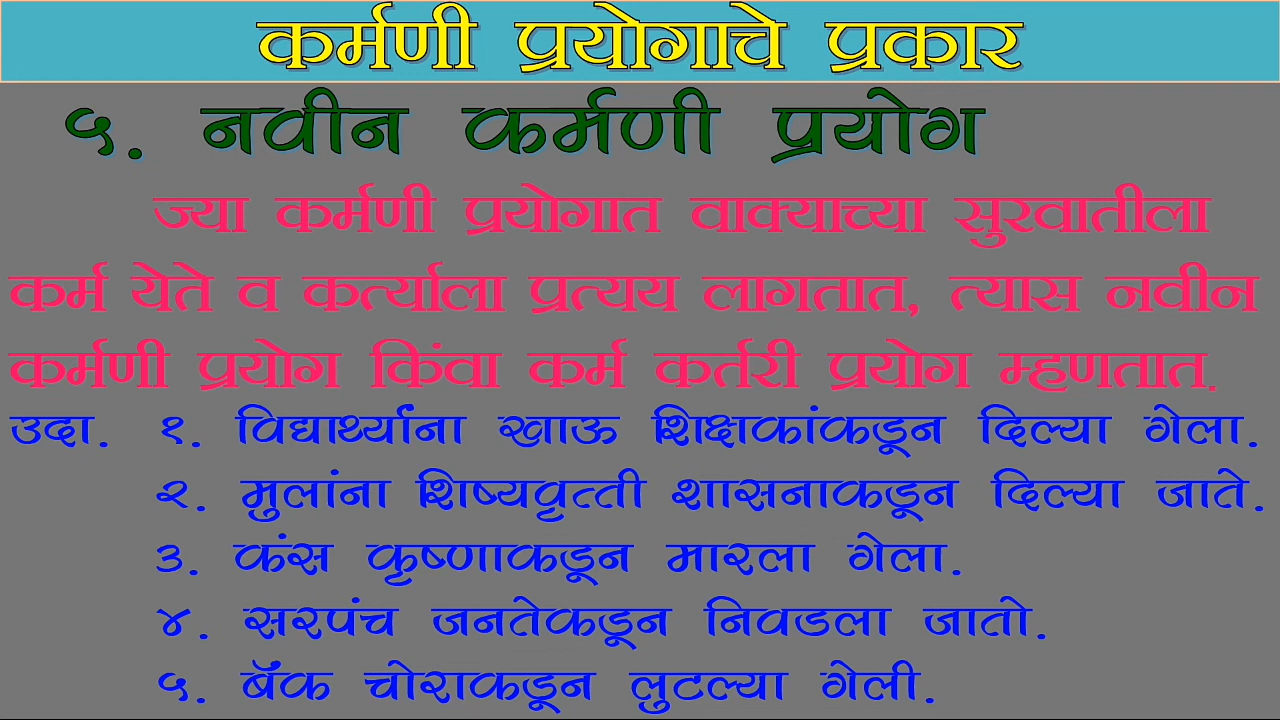 कर्मणी प्रयोगाचे प्रकार
५. नवीन कर्मणी प्रयोग
ज्या कर्मणी प्रयोगात वाक्याच्या सुरवातीला
कर्म येते व कर्त्याला प्रत्यय लागतात, त्यास नवीन
कर्मणी प्रयोग किंवा कर्म कर्तरी प्रयोग म्हणतात.
उदा. १. विद्यार्थ्यांना खाऊ शिक्षकांकडून दिल्या गेला.
२. मुलांना शिष्यवृत्ती शासनाकडून दिल्या जाते.
३. कंस कृष्णाकडून मारला गेला.
४. सरपंच जनतेकडून निवडला जातो.
५. बॅंक चोराकडून लुटल्या गेली.